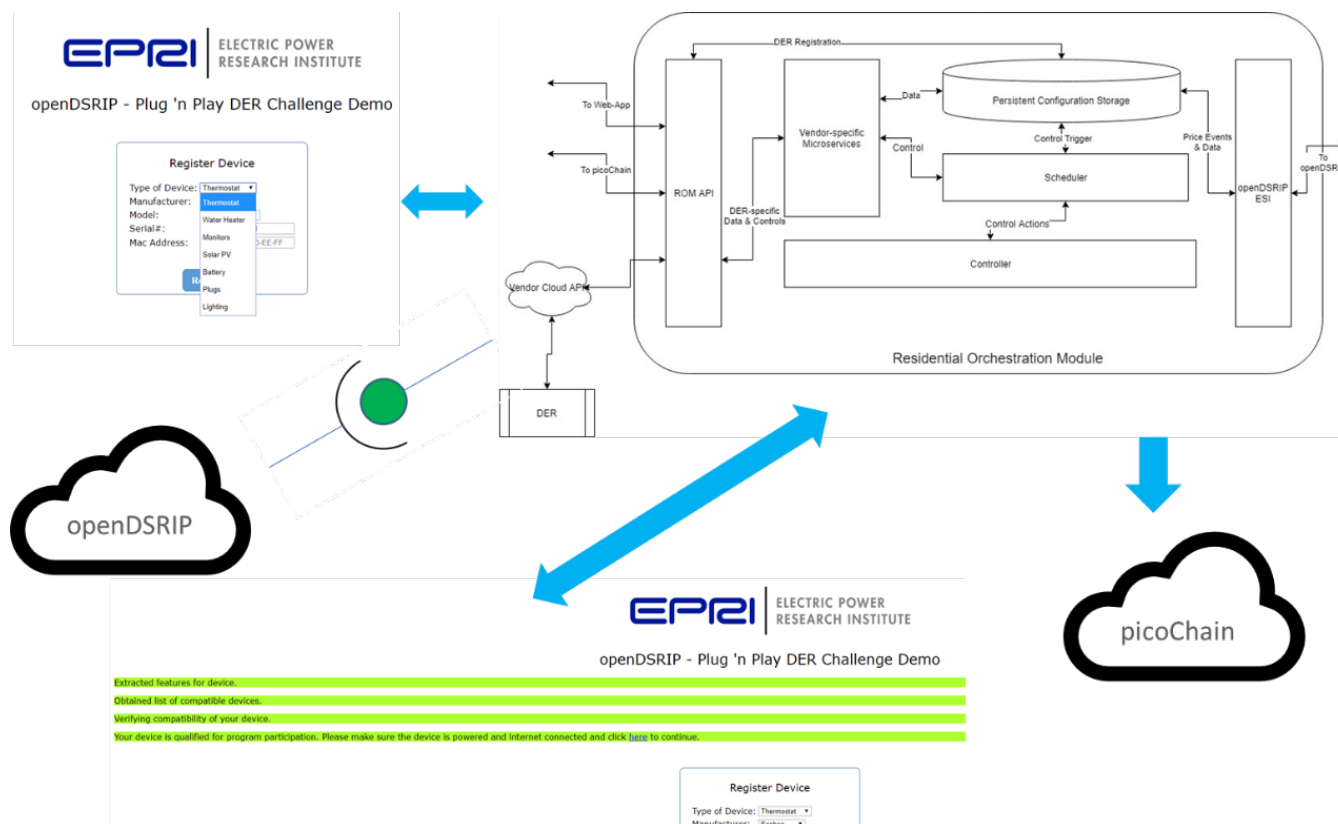 EPRI
ELECTRIC POWER
RESEARCH INSTITUTE
openDSRIP - Plug 'n Play DER Challenge Demo
Register Device
Type of Device: Thermostat
Manufacturer: Thermostat
Model: Water Heater
Serial#: Monitors
Mac Address: Solar PV
-EE-FF
Battery
Plugs
Lighting
DER Registration
To Web-App
To picoChain
ROM API
Vendor-specific
Microservices
Data
Persistent Configuration Storage
Control Trigger
Control
Scheduler
Price Events
& Data
openDSRIP
ESI
To
openDSR
DER-specific
Data & Controls
Control Actions
Controller
Vendor Cloud API
Residential Orchestration Module
DER
openDSRIP
picoChain
EPRI
ELECTRIC POWER
RESEARCH INSTITUTE
openDSRIP - Plug 'n Play DER Challenge Demo
Extracted features for device.
Obtained list of compatible devices.
Verifying compatibility of your device.
Your device is qualified for program participation. Please make sure the device is powered and internet connected and click here to continue.
Register Device
Type of Device: Thermostat
Manufacturer: